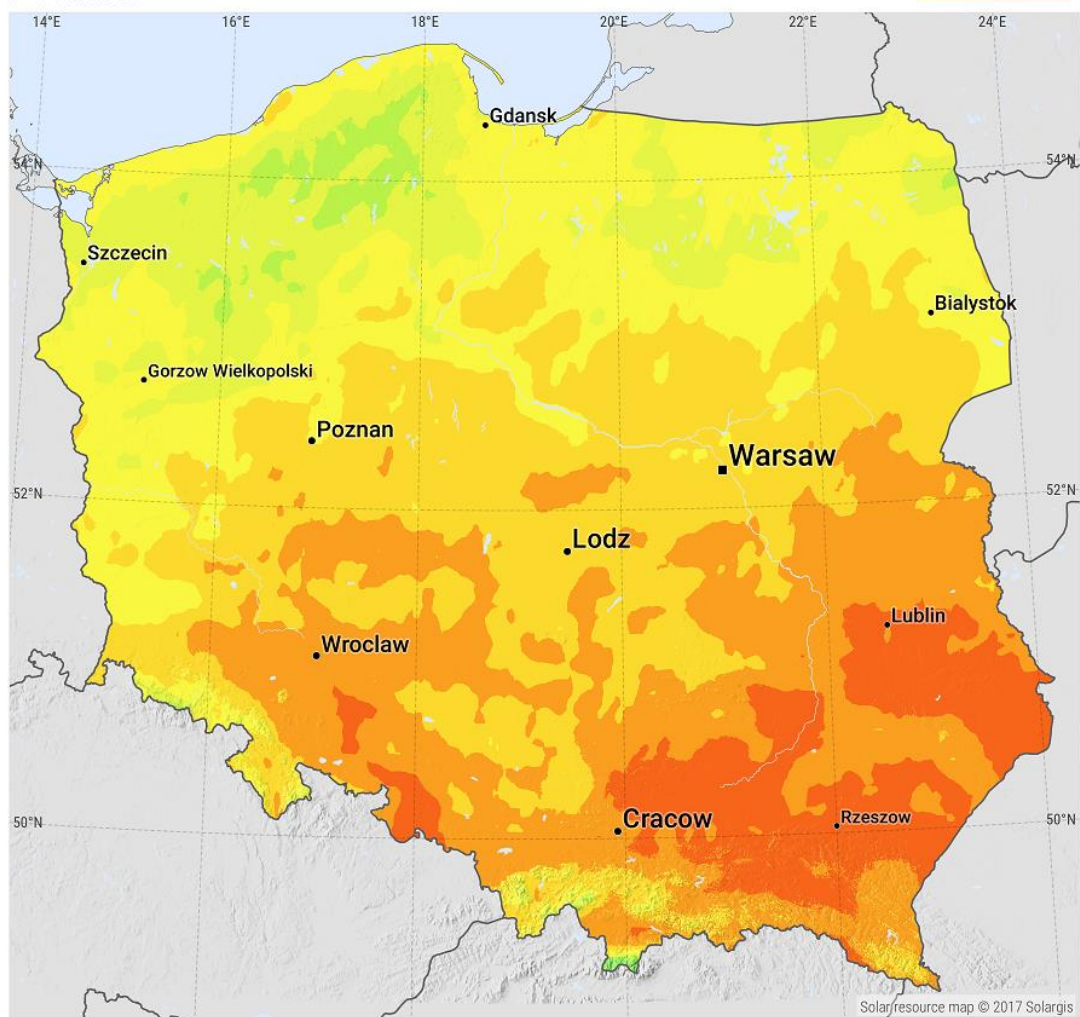 14°E 16°E 18°E 20°E 22°E 24°E
Gdansk
54°N 54°N
Szczecin
Bialystok
Gorzow Wielkopolski
Poznan
Warsaw
52°N 52°N
Lodz
Lublin
Wroclaw
Cracow
Rzeszow
50°N 50°N
Solar resource map © 2017 Solargis